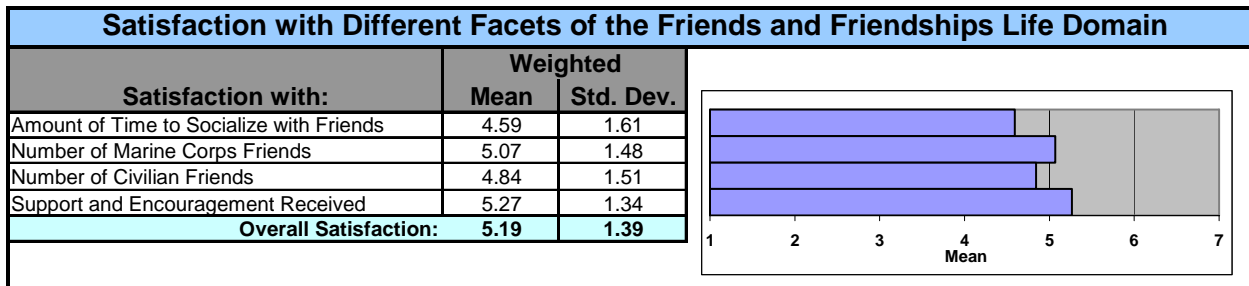 Satisfaction with Different Facets of the Friends and Friendships Life Domain
Weighted
Satisfaction with: Mean Std. Dev.
Amount of Time to Socialize with Friends 4.59 1.61
Number of Marine Corps Friends 5.07 1.48
Number of Civilian Friends 4.84 1.51
Support and Encouragement Received 5.27 1.34
Overall Satisfaction: 5.19 1.39
1 2 3 4 5 6 7
Mean